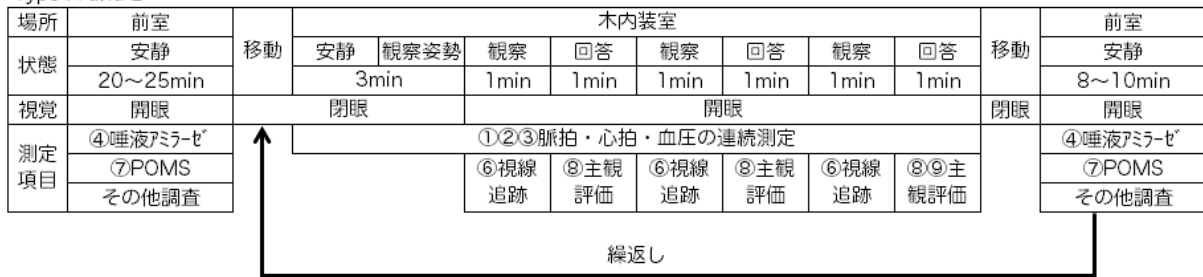 場所 前室 移動 木内装室 移動 前室
状態 安静 安静 観察姿勢 観察 回答 観察 回答 観察 回答 安静
20～25min 3min 1min 1min 1min 1min 1min 1min 8～10min
視覚 開眼 閉眼 開眼 閉眼 開眼
測定項目 ④唾液アミラーゼ ①②③脈拍・心拍・血圧の連続測定 ④唾液アミラーゼ
⑦POMS ⑥視線 ⑧主観 ⑥視線 ⑧主観 ⑥視線 ⑧⑨主 ⑦POMS
その他調査 追跡 評価 追跡 評価 追跡 観評価 その他調査
繰返し